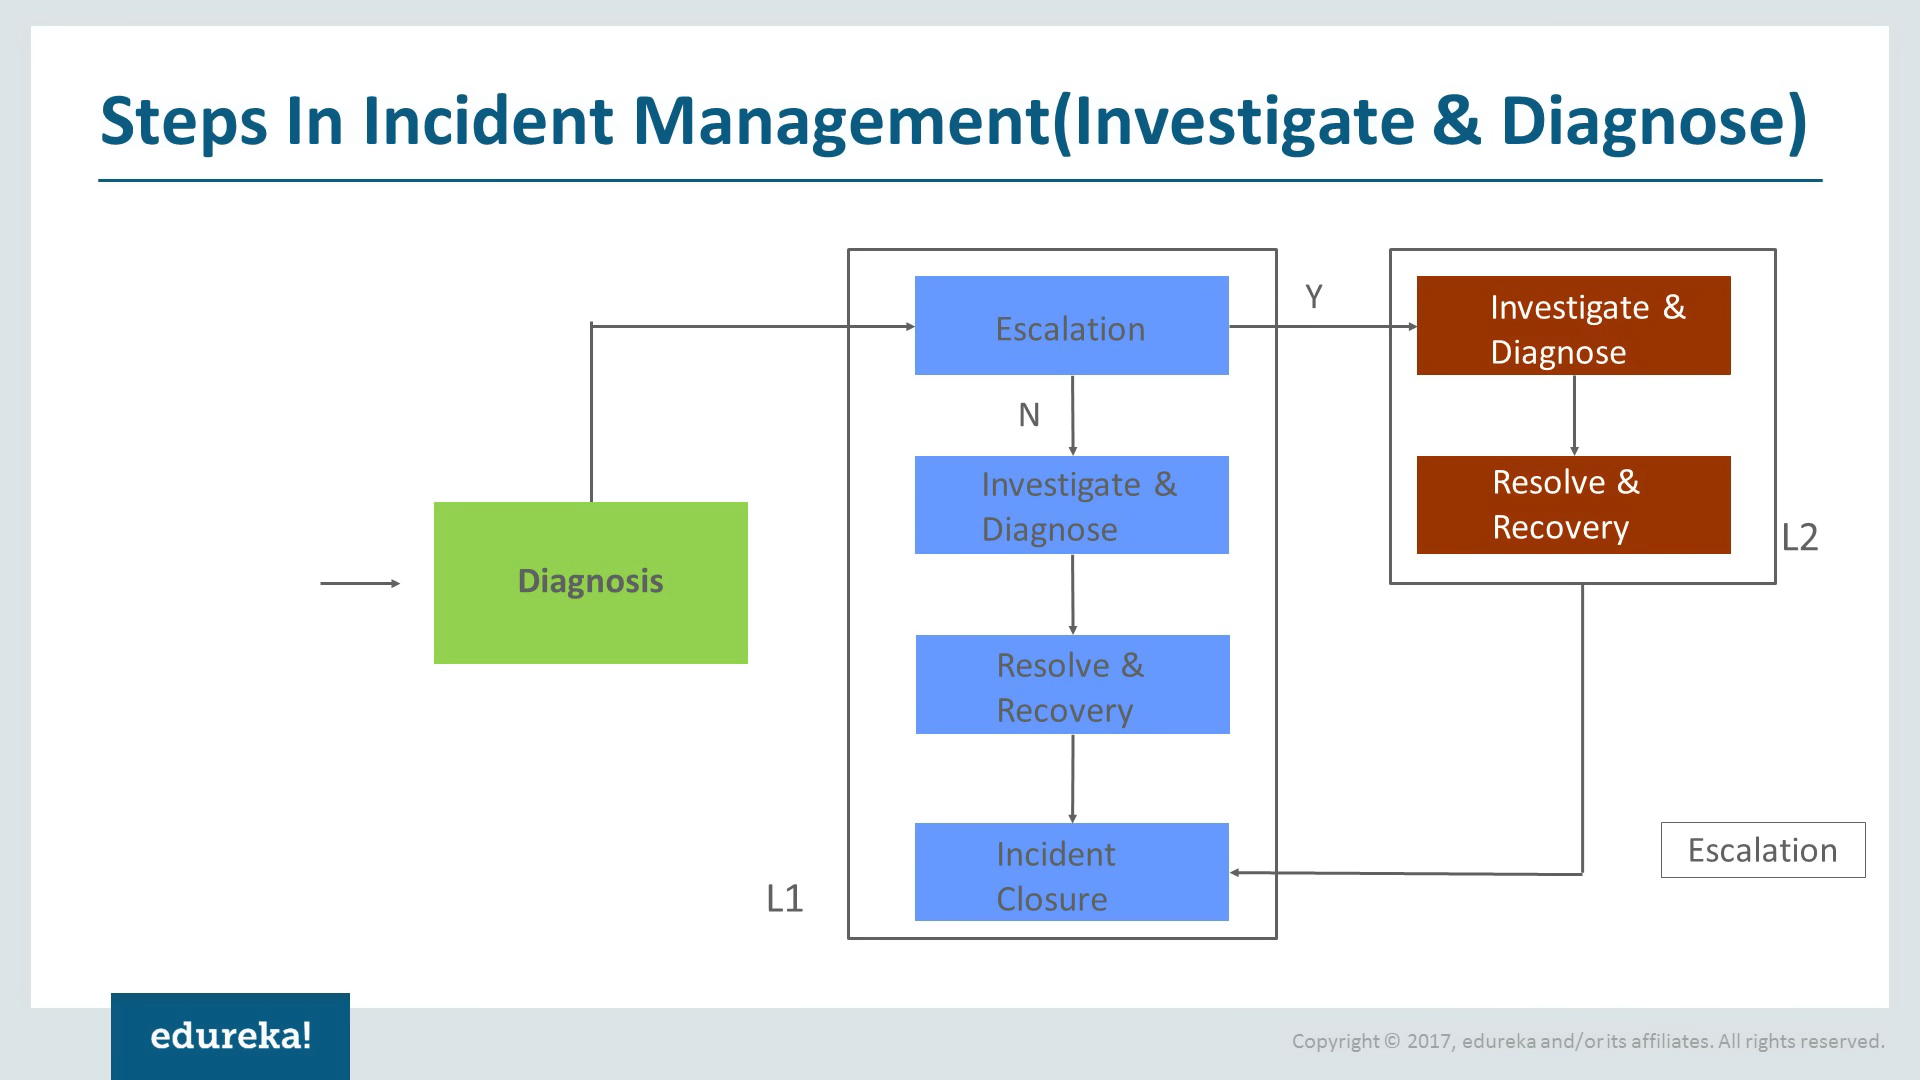 Steps In Incident Management(Investigate & Diagnose)
Escalation
Y
Investigate &
Diagnose
N
Investigate &
Diagnose
Resolve &
Recovery
L2
Diagnosis
Resolve &
Recovery
Incident
Closure
L1
Escalation
edureka!
Copyright © 2017, edureka and/or its affiliates. All rights reserved.